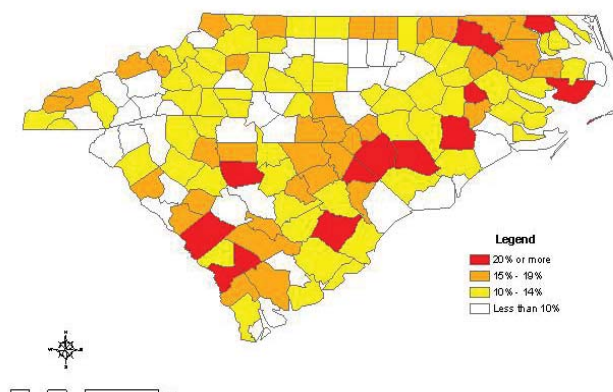 Legend
20% or more
15% - 19%
10% - 14%
Less than 10%
N
W
E
S